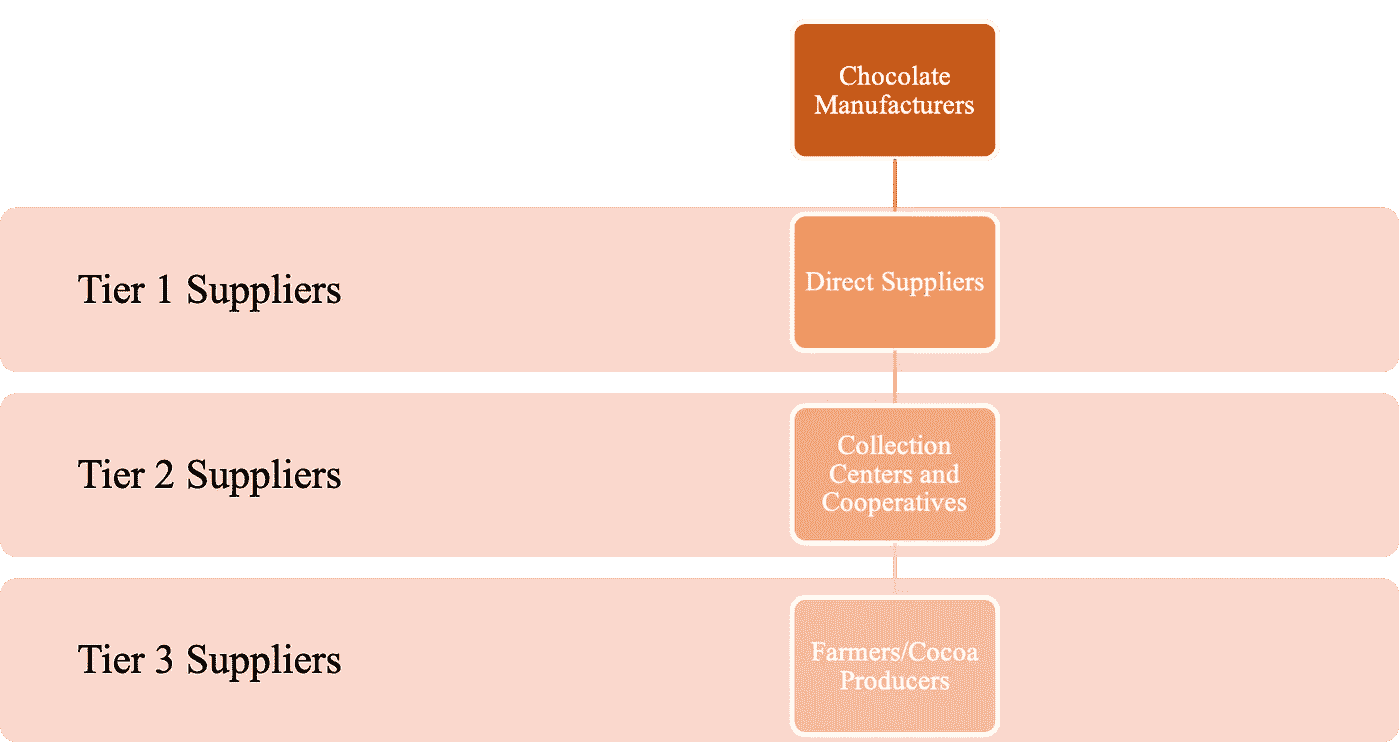 Chocolate
Manufacturers
Tier 1 Suppliers
Direct Suppliers
Tier 2 Suppliers
Collection
Centers and
Cooperatives
Tier 3 Suppliers
Farmers/Cocoa
Producers